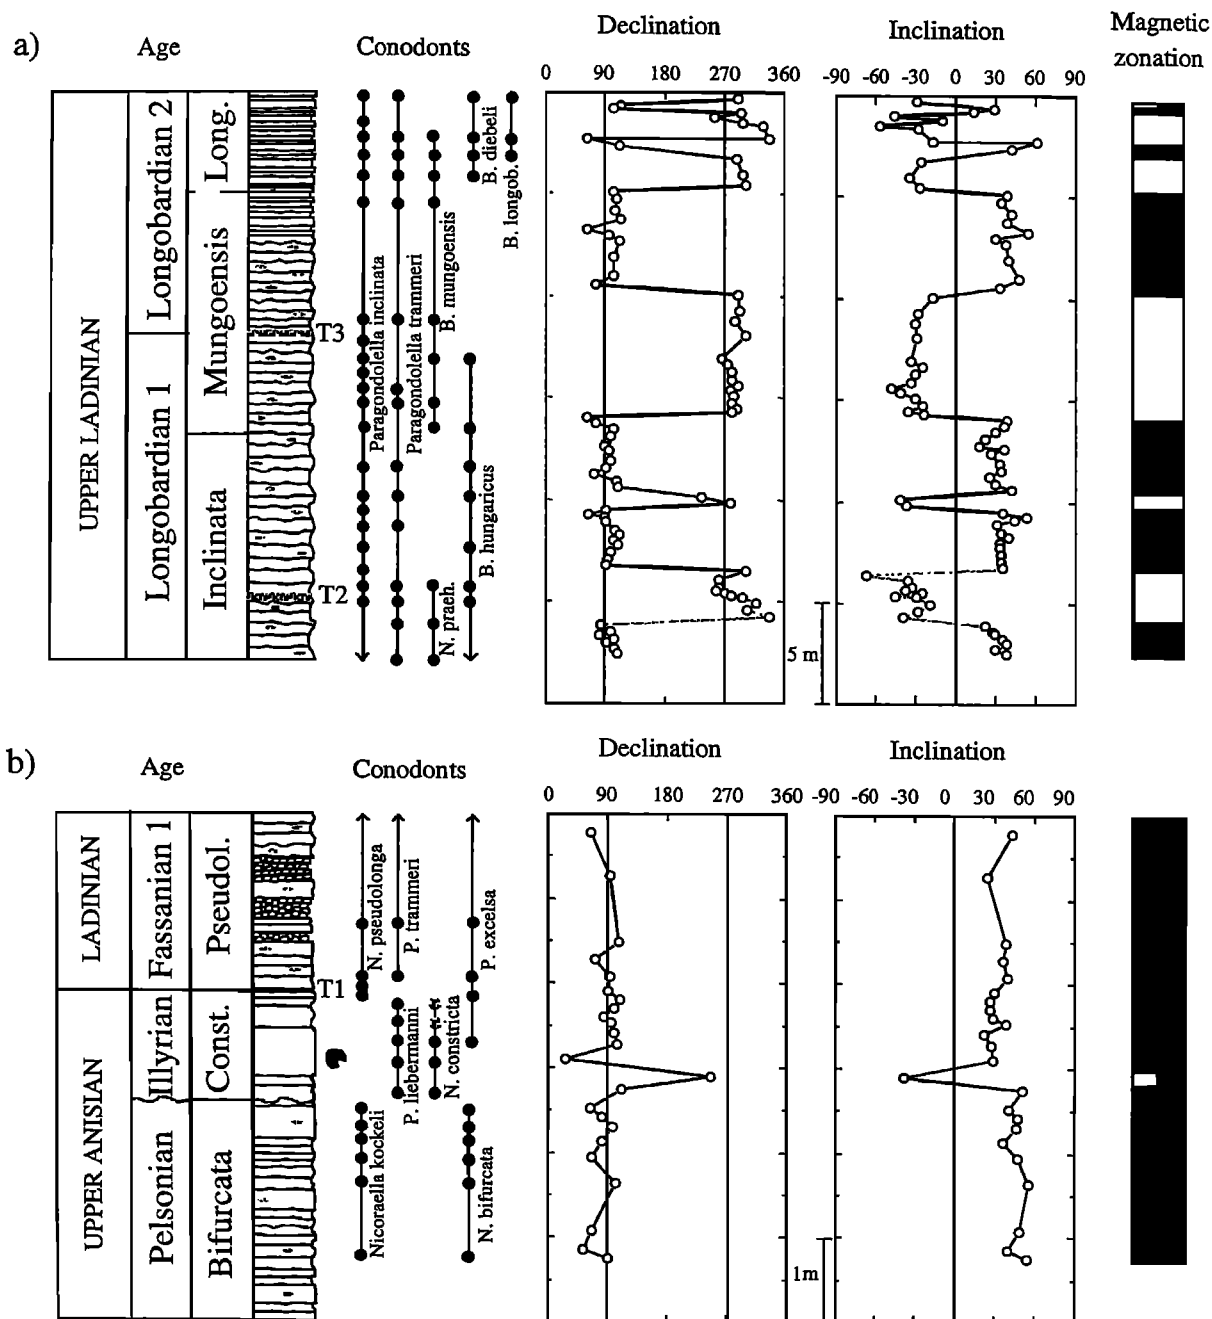 a)
Age
Conodonts
Declination
Inclination
Magnetic
zonation
0 90 180 270 360
-90 -60 -30 0 30 60 90
UPPER LADINIAN
Longobardian 2
Longobardian 1
Long.
Mungoensis
Inclinata
T3
T2
Paragondolella inclinata
Paragondolella trammeri
B. mungoensis
B. diebeli
B. longob.
B. hungaricus
N. praeh.
5 m
b)
Age
Conodonts
Declination
Inclination
0 90 180 270 360
-90 -60 -30 0 30 60 90
LADINIAN
UPPER ANISIAN
Fassanian 1
Illyrian
Pelsonian
Pseudol.
Const.
Bifurcata
T1
N. pseudolonga
P. trammeri
P. excelsa
P. liebermanni
N. constricta
Nicoraella kockeli
N. bifurcata
1m